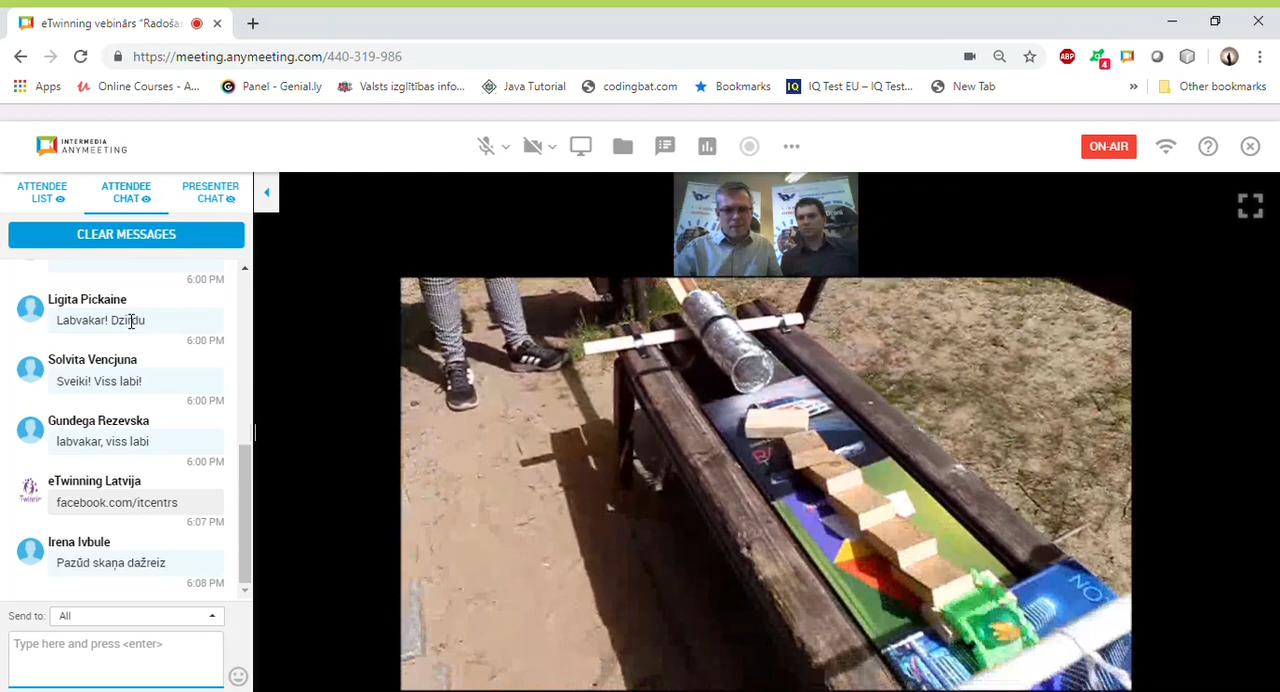 eTwinning vebinārs "Radoša
https://meeting.anymeeting.com/440-319-986
ABP
4
Apps
Online Courses - A...
Panel - Genial.ly
Valsts izglītības info...
Java Tutorial
codingbat.com
Bookmarks
IQ
IQ Test EU – IQ Test...
New Tab
»
Other bookmarks
INTERMEDIA
ANYMEETING
ON-AIR
ATTENDEE
LIST
ATTENDEE
CHAT
PRESENTER
CHAT
CLEAR MESSAGES
6:00 PM
Ligita Pickaine
Labvakar! Dzirdu
6:00 PM
Solvita Vencjuna
Sveiki! Viss labi!
6:00 PM
Gundega Rezevska
labvakar, viss labi
6:00 PM
eTwinning Latvija
facebook.com/itcentrs
6:07 PM
Irena Ivbule
Pazūd skaņa dažreiz
6:08 PM
Send to:
All
Type here and press <enter>